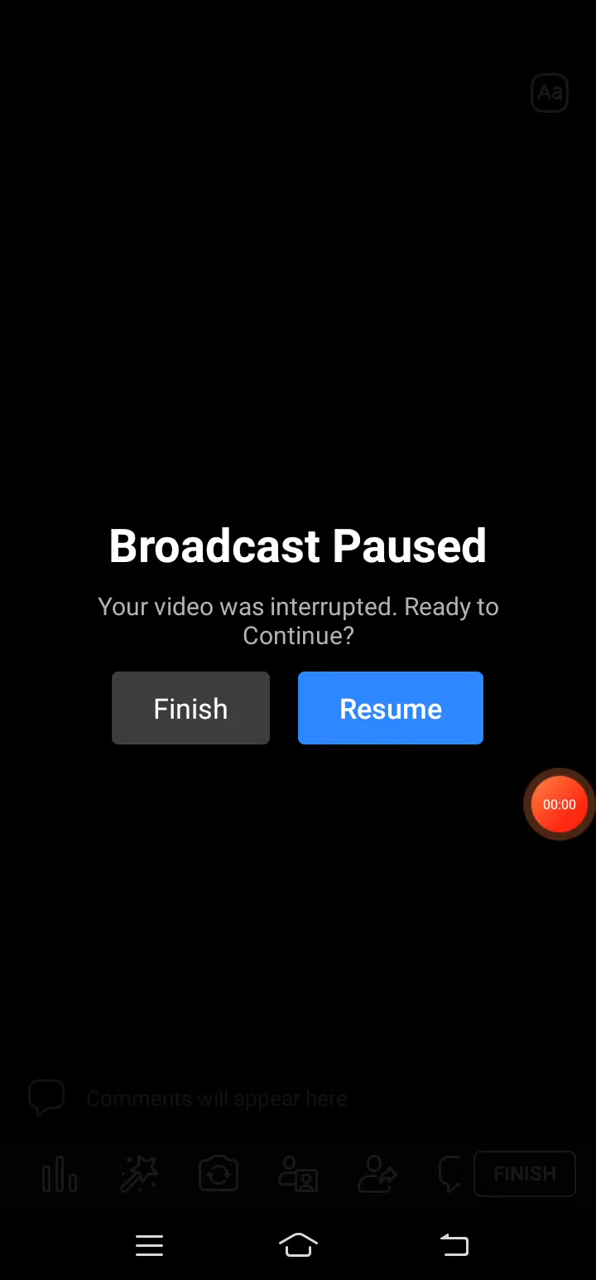 Aa
Broadcast Paused
Your video was interrupted. Ready to
Continue?
Finish
Resume
00:00
Comments will appear here
FINISH